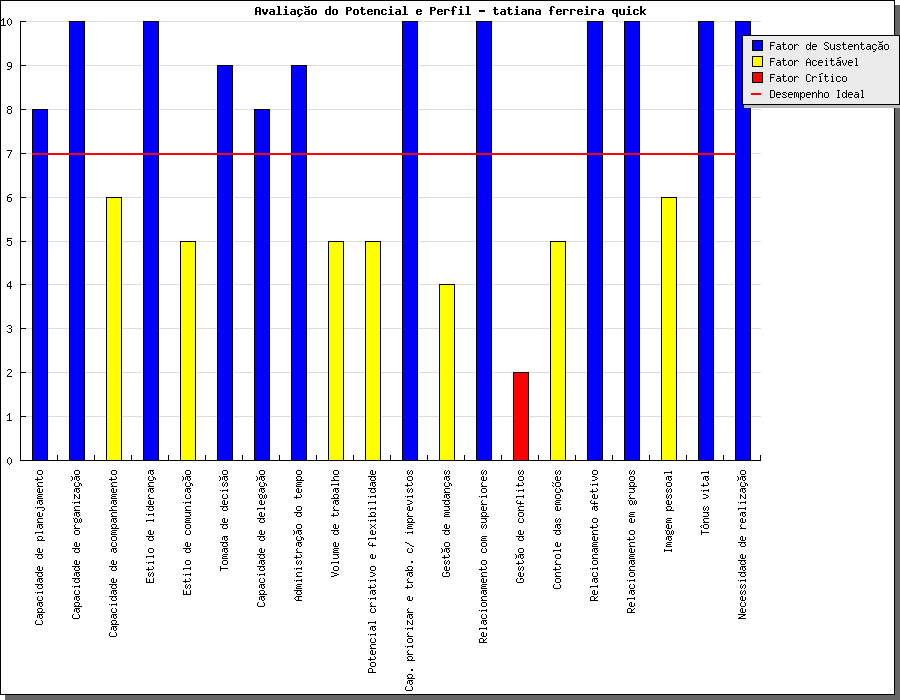 Avaliação do Potencial e Perfil - tatiana ferreira quick
Fator de Sustentação
Fator Aceitável
Fator Crítico
Desempenho Ideal
10
9
8
7
6
5
4
3
2
1
0
Capacidade de planejamento
Capacidade de organização
Capacidade de acompanhamento
Estilo de liderança
Estilo de comunicação
Tomada de decisão
Capacidade de delegação
Administração do tempo
Volume de trabalho
Potencial criativo e flexibilidade
Cap. priorizar e trab. c/ imprevistos
Gestão de mudanças
Relacionamento com superiores
Gestão de conflitos
Controle das emoções
Relacionamento afetivo
Relacionamento em grupos
Imagem pessoal
Tônus vital
Necessidade de realização